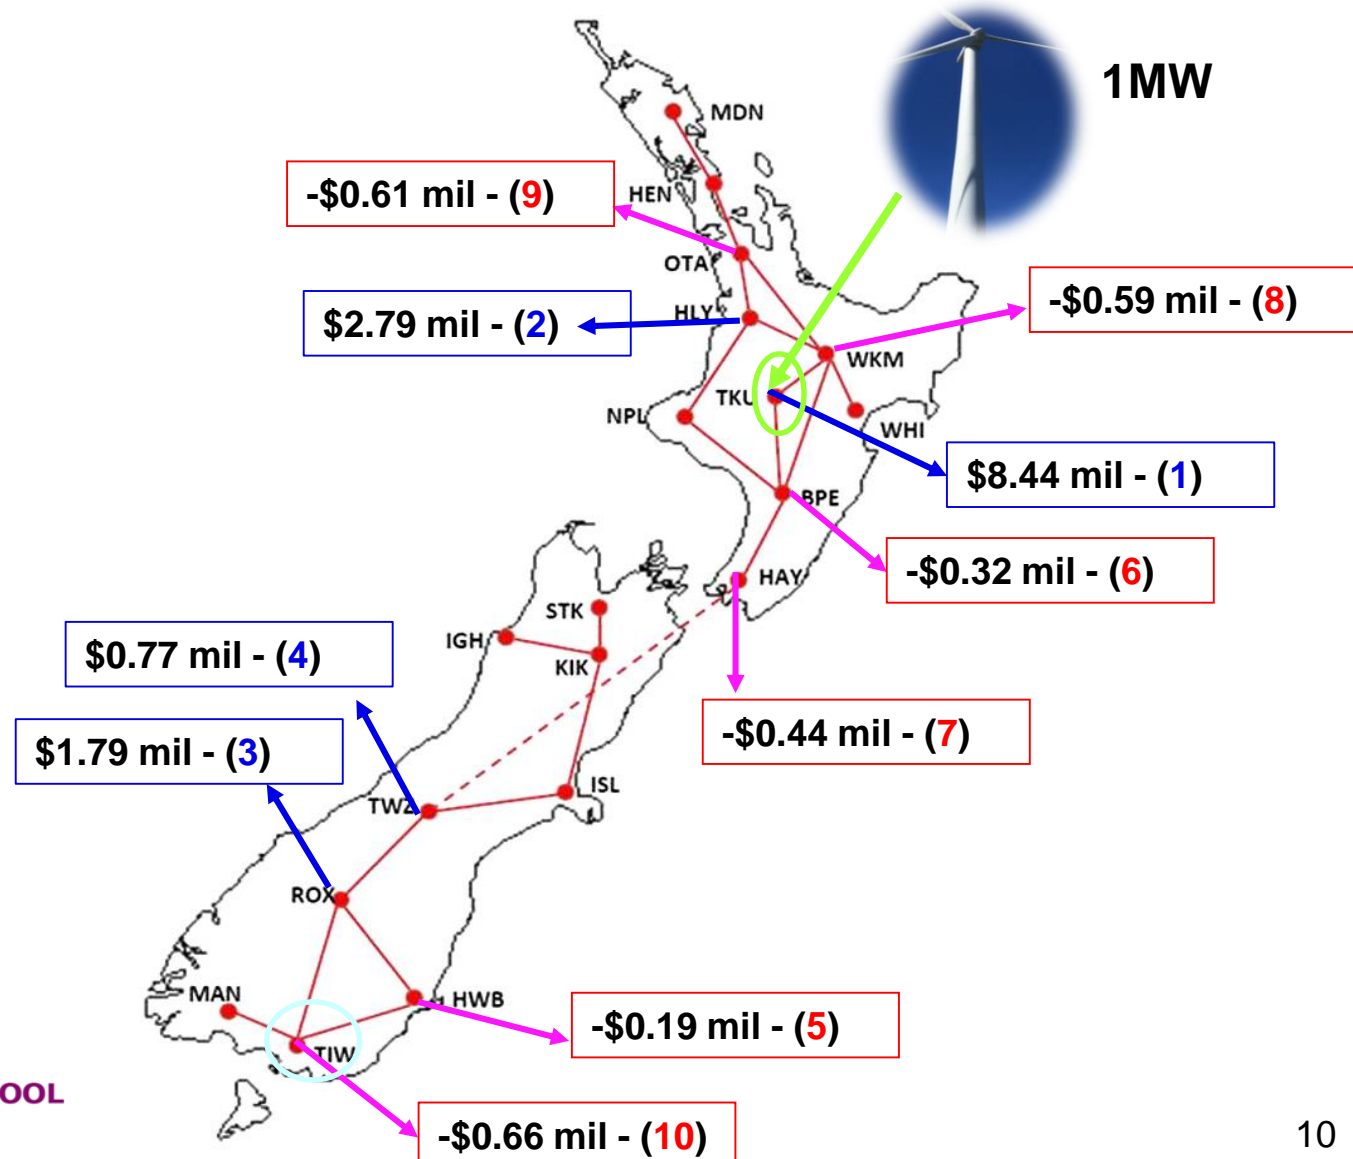 1MW
MDN
-$0.61 mil - (9)
HEN
OTA
-$0.59 mil - (8)
$2.79 mil - (2)
HLY
WKM
TKU
NPL
WHI
$8.44 mil - (1)
BPE
-$0.32 mil - (6)
HAY
STK
IGH
KIK
$0.77 mil - (4)
-$0.44 mil - (7)
$1.79 mil - (3)
ISL
TWZ
ROX
MAN
HWB
-$0.19 mil - (5)
TIW
OOL
-$0.66 mil - (10)
10